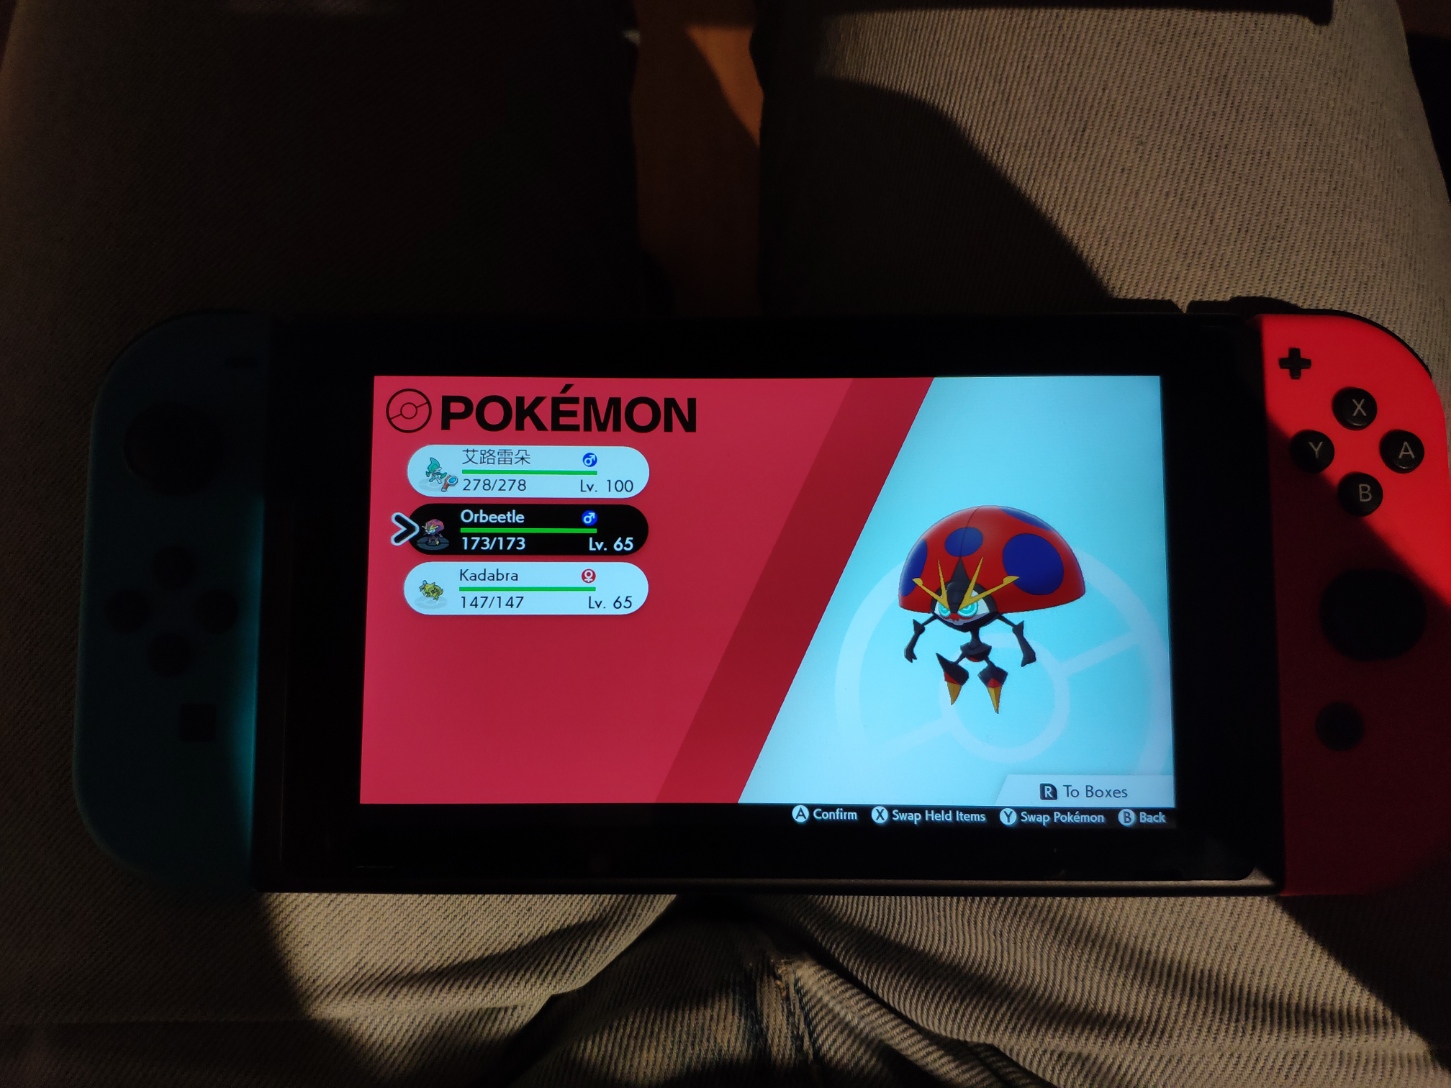 POKÉMON
艾路雷朵
278/278 Lv. 100
Orbeetle
173/173 Lv. 65
Kadabra
147/147 Lv. 65
R To Boxes
A Confirm X Swap Held Items Y Swap Pokémon B Back
X
Y A
B